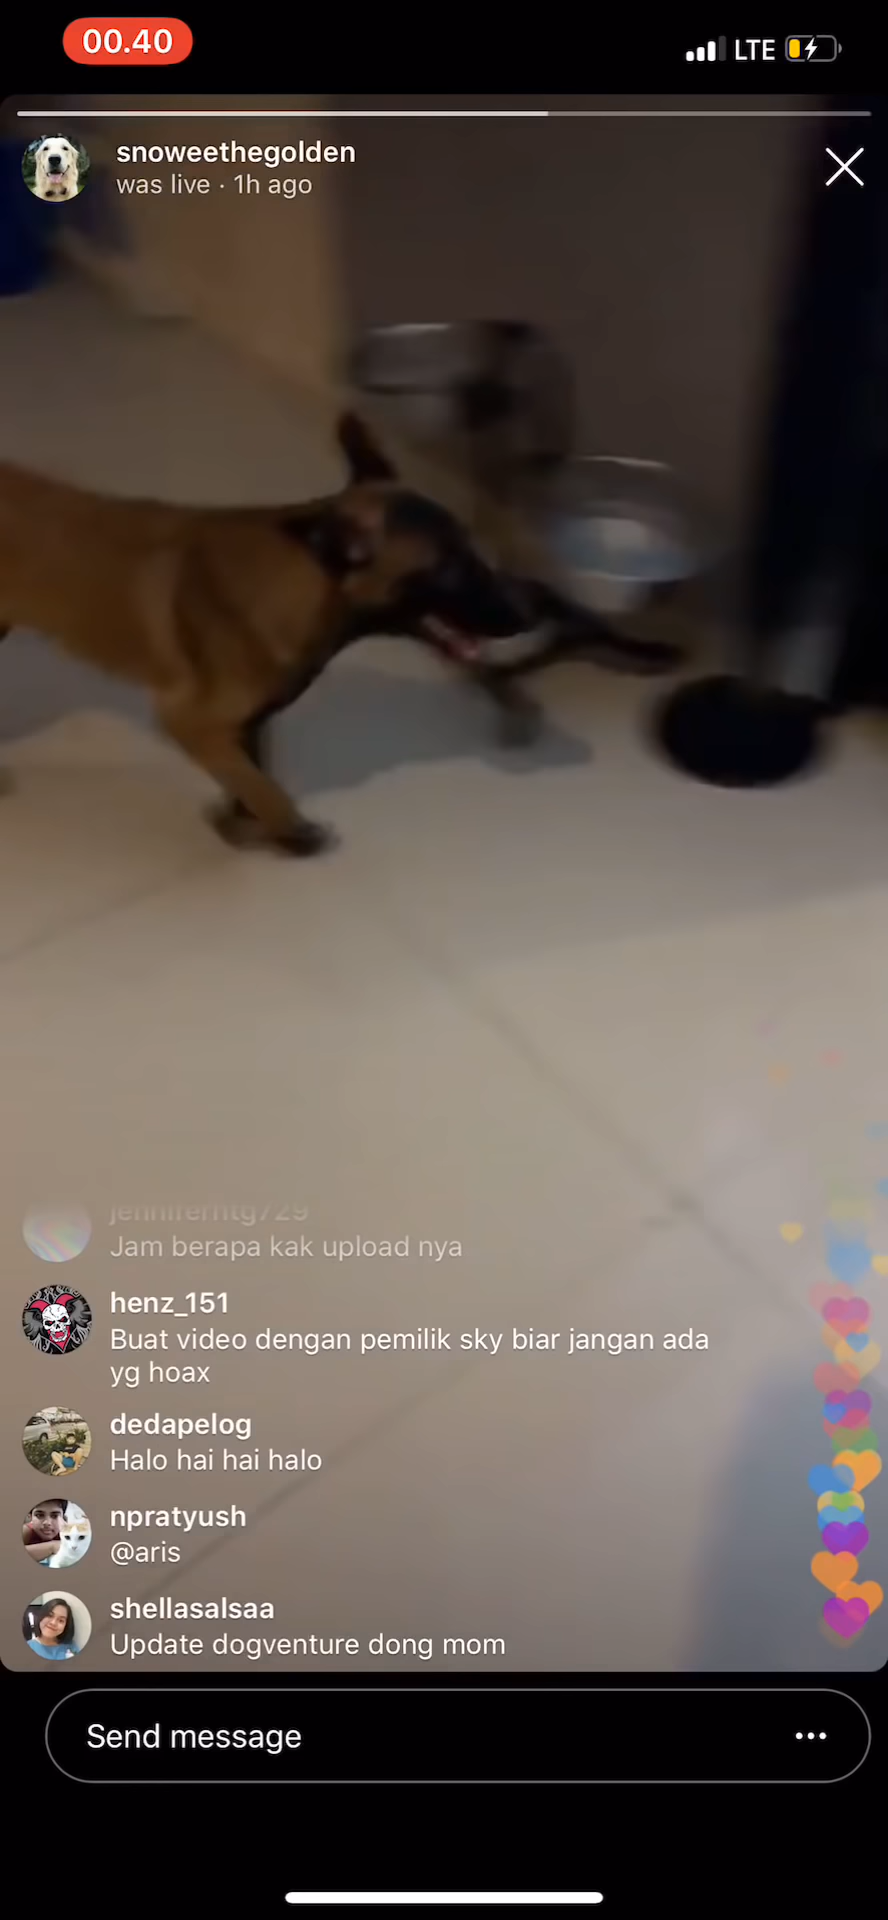 00.40
LTE
snoweethegolden
was live · 1h ago
jenniferntg729
Jam berapa kak upload nya
henz_151
Buat video dengan pemilik sky biar jangan ada
yg hoax
dedapelog
Halo hai hai halo
npratyush
@aris
shellasalsaa
Update dogventure dong mom
Send message